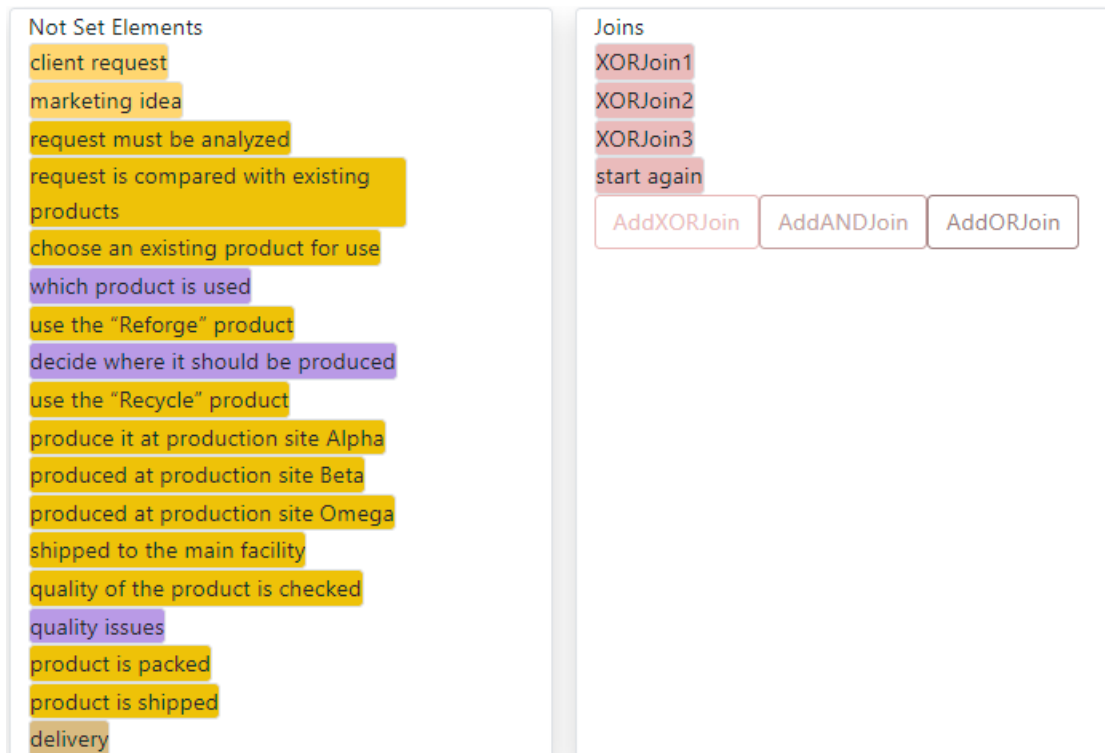 Not Set Elements
client request
marketing idea
request must be analyzed
request is compared with existing
products
choose an existing product for use
which product is used
use the “Reforge” product
decide where it should be produced
use the “Recycle” product
produce it at production site Alpha
produced at production site Beta
produced at production site Omega
shipped to the main facility
quality of the product is checked
quality issues
product is packed
product is shipped
delivery
Joins
XORJoin1
XORJoin2
XORJoin3
start again
AddXORJoin AddANDJoin AddORJoin